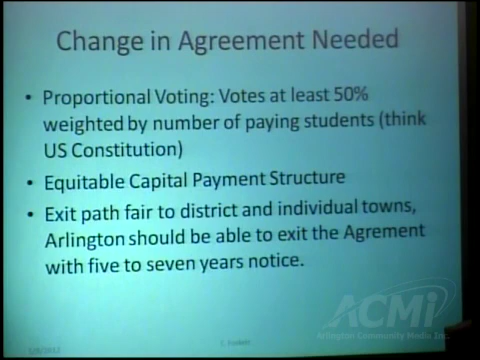 Change in Agreement Needed
• Proportional Voting: Votes at least 50%
weighted by number of paying students (think
US Constitution)
• Equitable Capital Payment Structure
• Exit path fair to district and individual towns,
Arlington should be able to exit the Agrement
with five to seven years notice.
ACMi
Arlington Community Media Inc.